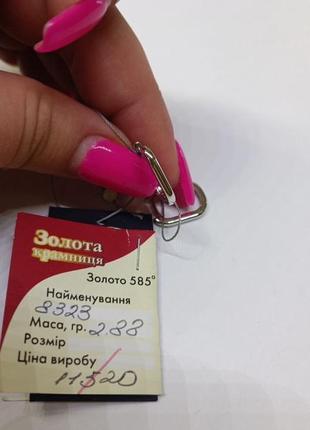 Золота
крамниця
Золото 585°
Найменування
8323
Маса, гр. 2.88
Розмір
Ціна виробу
11520